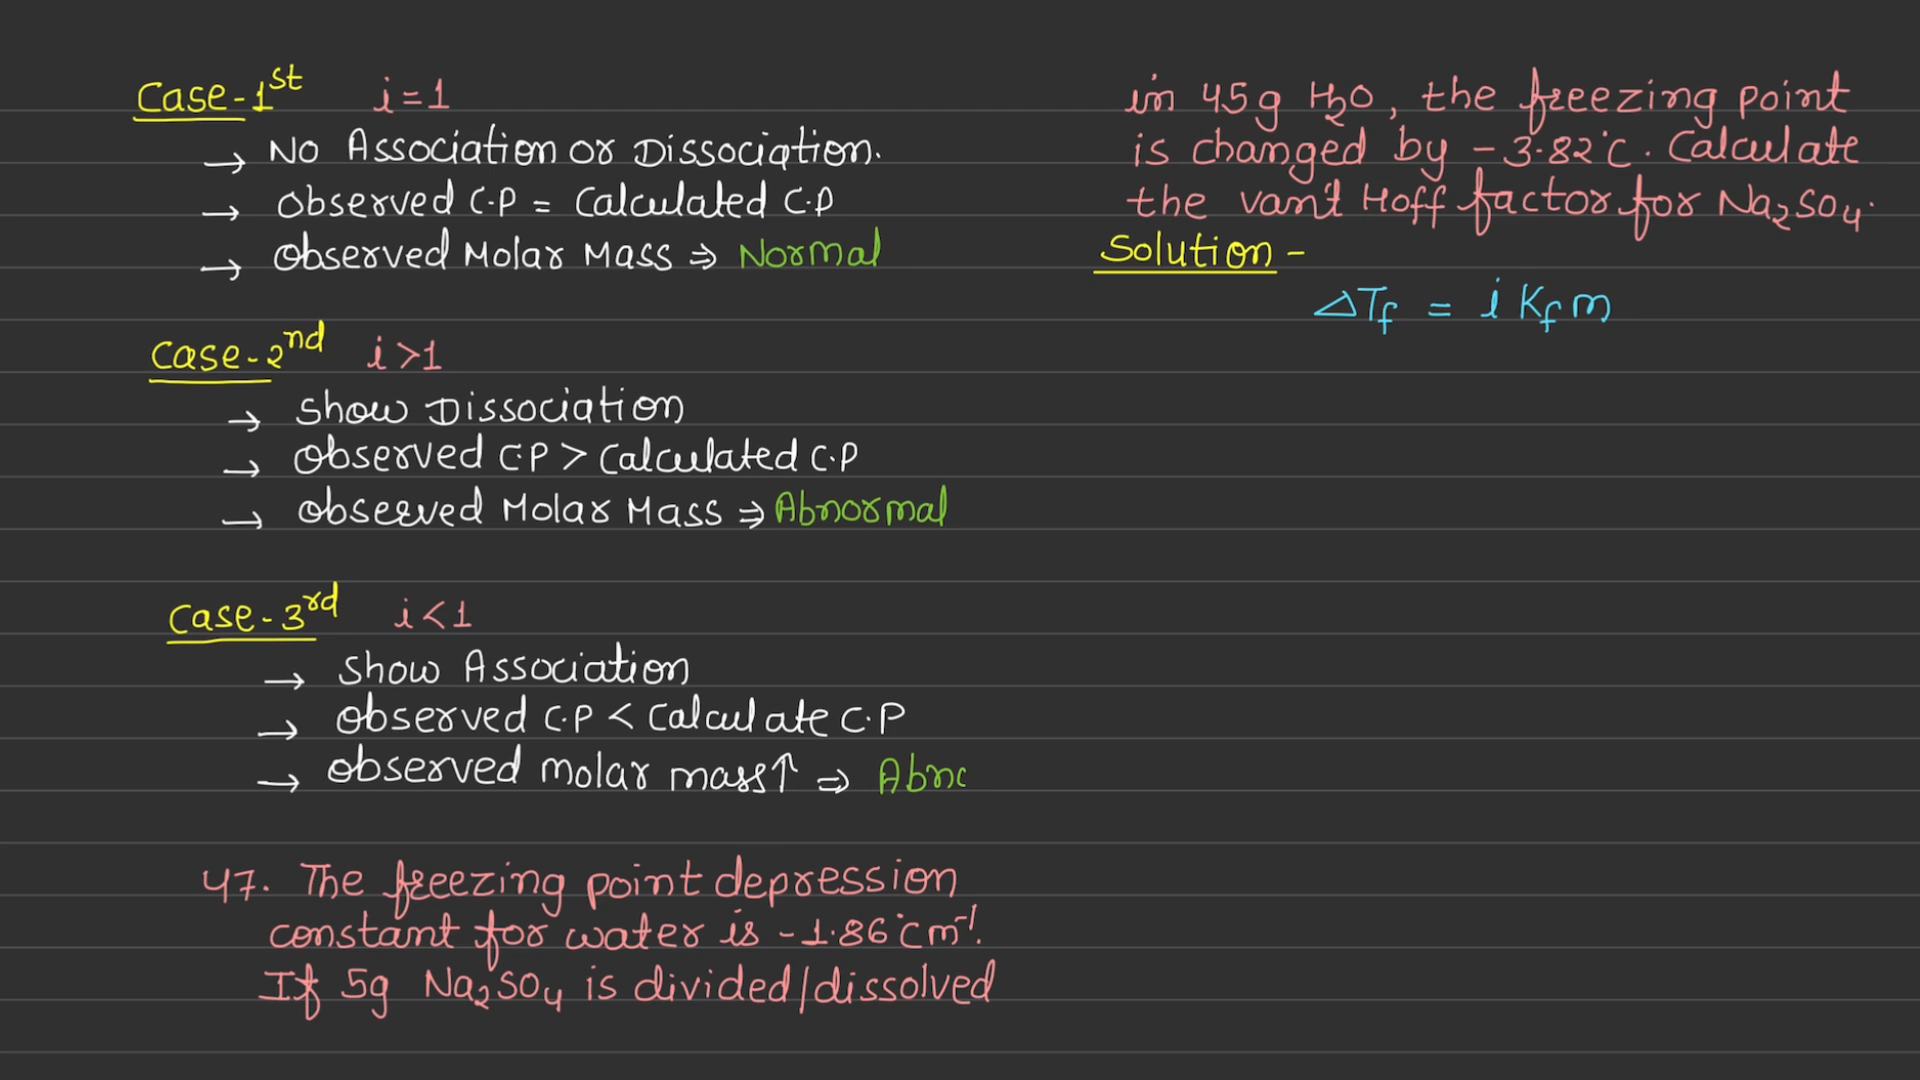 Case-1st i=1
→ No Association or Dissociation.
→ Observed C.P = Calculated C.P
→ Observed Molar Mass ⇒ Normal
Case-2nd i>1
→ Show Dissociation
→ Observed C.P > Calculated C.P
→ Observed Molar Mass ⇒ Abnormal
Case-3rd i<1
→ Show Association
→ Observed C.P < Calculate C.P
→ Observed molar mass↑ ⇒ Abno
47. The freezing point depression
constant for water is -1.86°Cm⁻¹.
If 5g Na₂SO₄ is divided/dissolved
in 45g H₂O, the freezing point
is changed by -3.82°C. Calculate
the van't Hoff factor for Na₂SO₄.
Solution -
ΔTf = i Kf m